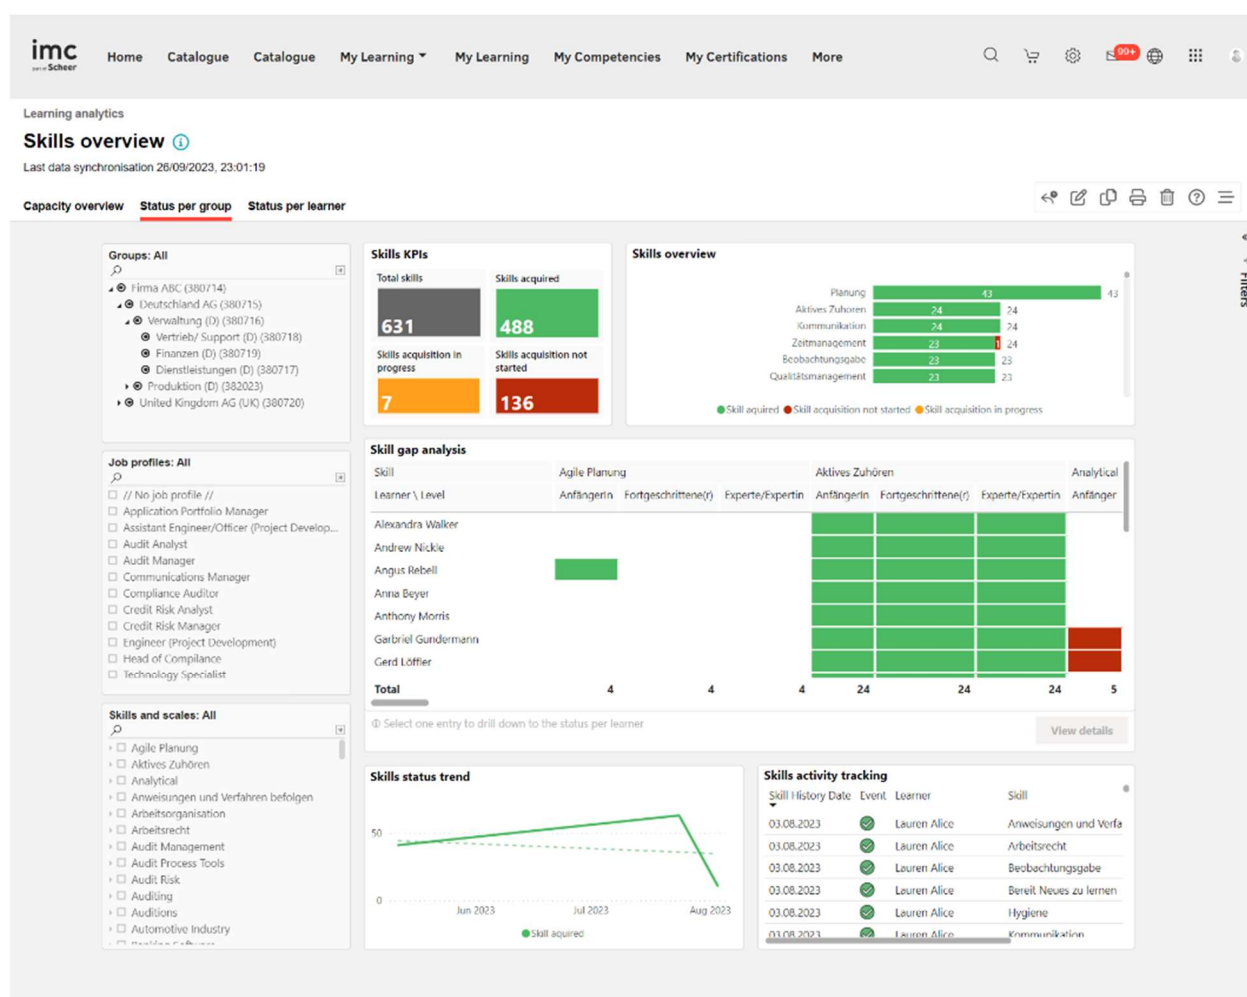 imc
Scheer
Home Catalogue Catalogue My Learning My Learning My Competencies My Certifications More
99+
Learning analytics
Skills overview
Last data synchronisation 26/09/2023, 23:01:19
Capacity overview Status per group Status per learner
Filters
Groups: All
Firma ABC (380714)
Deutschland AG (380715)
Verwaltung (D) (380716)
Vertrieb/ Support (D) (380718)
Finanzen (D) (380719)
Dienstleistungen (D) (380717)
Produktion (D) (382023)
United Kingdom AG (UK) (380720)
Skills KPIs
Total skills Skills acquired
631 488
Skills acquisition in progress Skills acquisition not started
7 136
Skills overview
Planung 43 43
Aktives Zuhören 24 24
Kommunikation 24 24
Zeitmanagement 23 1 24
Beobachtungsgabe 23 23
Qualitätsmanagement 23 23
Skill aquired Skill acquisition not started Skill acquisition in progress
Job profiles: All
// No job profile //
Application Portfolio Manager
Assistant Engineer/Officer (Project Develop...
Audit Analyst
Audit Manager
Communications Manager
Compliance Auditor
Credit Risk Analyst
Credit Risk Manager
Engineer (Project Development)
Head of Compilance
Technology Specialist
Skill gap analysis
Skill Agile Planung Aktives Zuhören Analytical
Learner \ Level AnfängerIn Fortgeschrittene(r) Experte/Expertin AnfängerIn Fortgeschrittene(r) Experte/Expertin Anfänger
Alexandra Walker
Andrew Nickle
Angus Rebell
Anna Beyer
Anthony Morris
Garbriel Gundermann
Gerd Löffler
Total 4 4 4 24 24 24 5
Select one entry to drill down to the status per learner
View details
Skills and scales: All
Agile Planung
Aktives Zuhören
Analytical
Anweisungen und Verfahren befolgen
Arbeitsorganisation
Arbeitsrecht
Audit Management
Audit Process Tools
Audit Risk
Auditing
Auditions
Automotive Industry
Banking Software
Skills status trend
50
0
Jun 2023 Jul 2023 Aug 2023
Skill aquired
Skills activity tracking
Skill History Date Event Learner Skill
03.08.2023 Lauren Alice Anweisungen und Verfa
03.08.2023 Lauren Alice Arbeitsrecht
03.08.2023 Lauren Alice Beobachtungsgabe
03.08.2023 Lauren Alice Bereit Neues zu lernen
03.08.2023 Lauren Alice Hygiene
03.08.2023 Lauren Alice Kommunikation